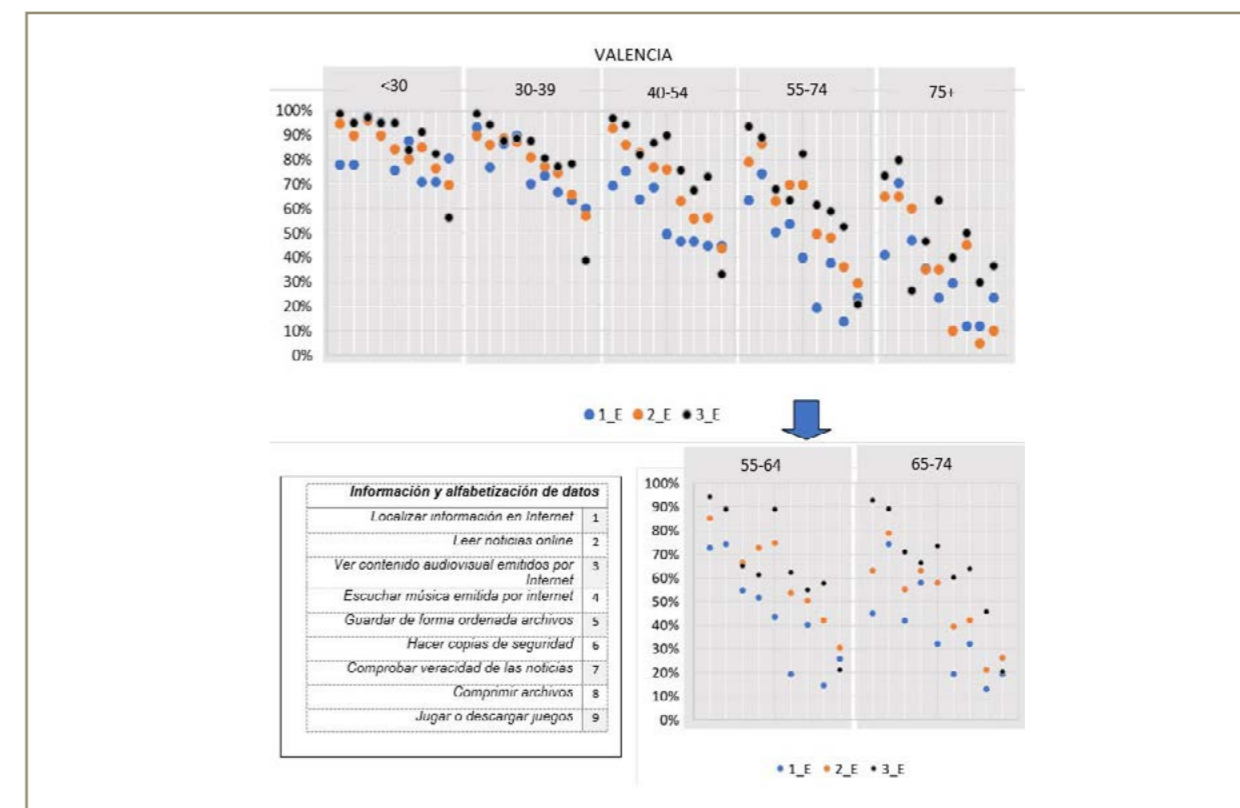 VALENCIA
<30 30-39 40-54 55-74 75+
100%
90%
80%
70%
60%
50%
40%
30%
20%
10%
0%
1_E 2_E 3_E
Información y alfabetización de datos
Localizar información en Internet 1
Leer noticias online 2
Ver contenido audiovisual emitidos por 3
Internet
Escuchar música emitida por internet 4
Guardar de forma ordenada archivos 5
Hacer copias de seguridad 6
Comprobar veracidad de las noticias 7
Comprimir archivos 8
Jugar o descargar juegos 9
55-64 65-74
100%
90%
80%
70%
60%
50%
40%
30%
20%
10%
0%
1_E 2_E 3_E